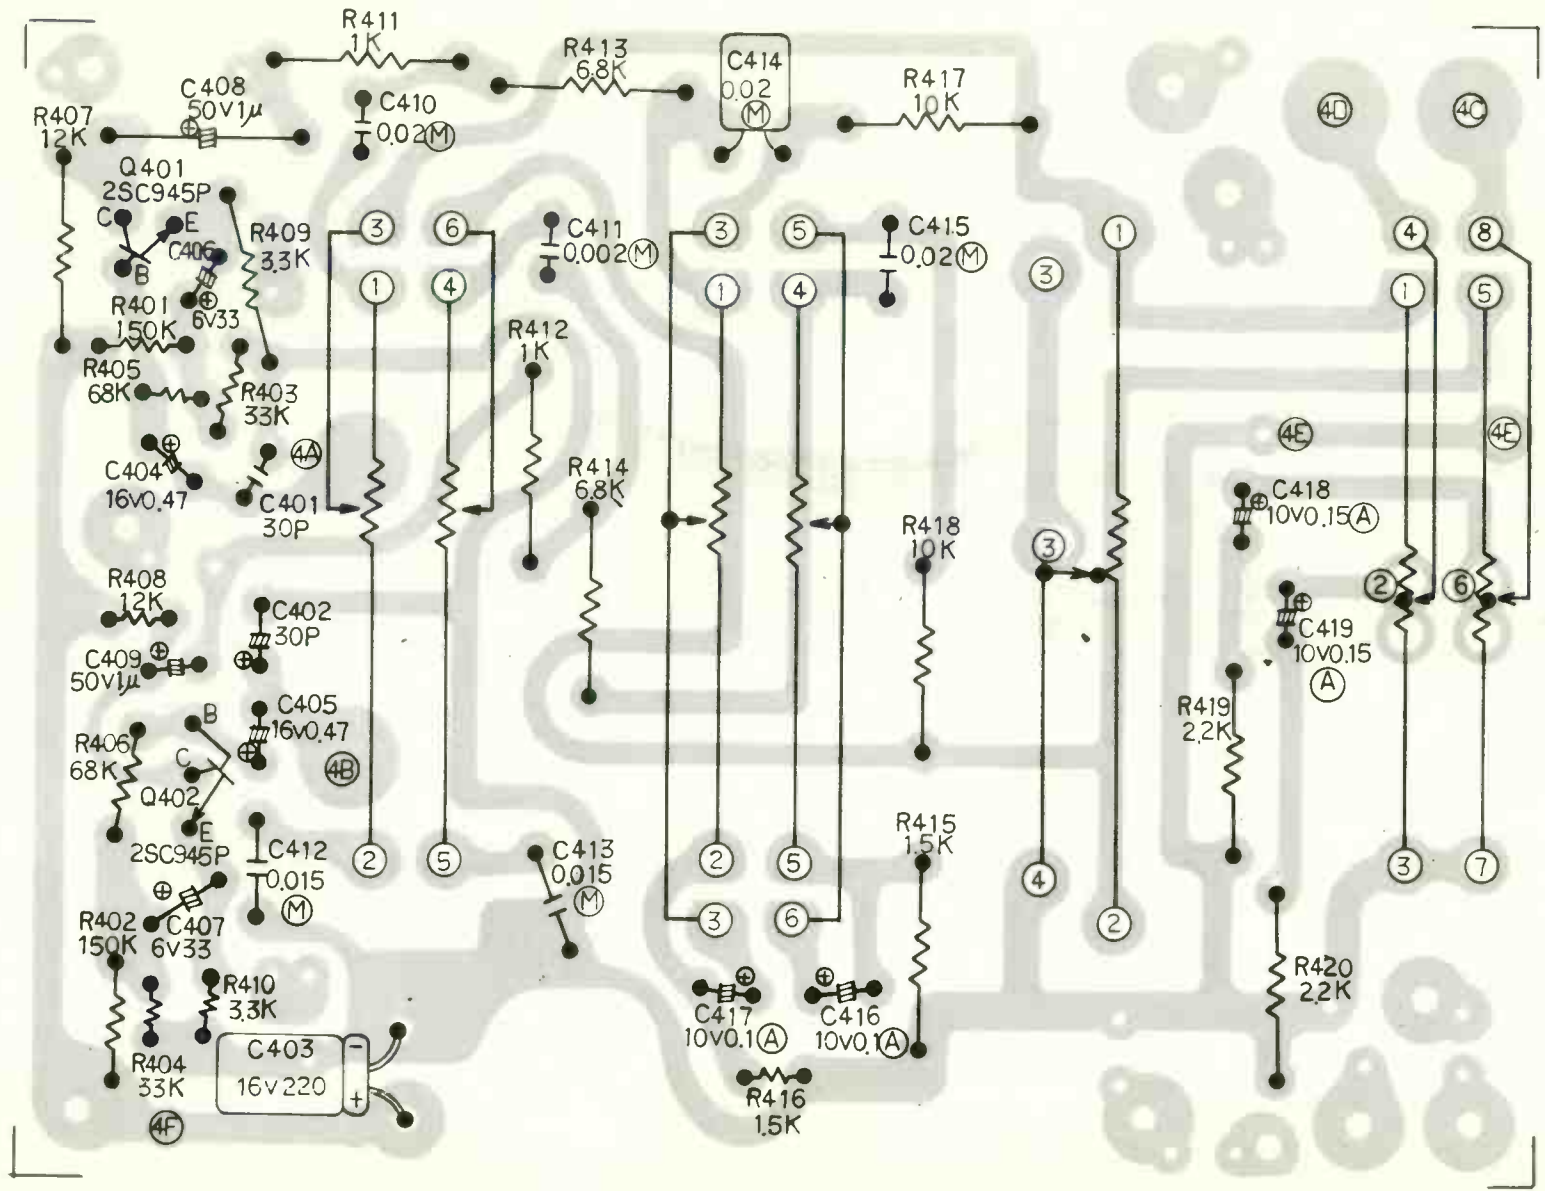 R411
1K
R413
6.8K
C414
0.02
M
R417
10K
4D
4C
C408
50V1μ
⊕
C410
0.02 M
R407
12K
Q401
2SC945P
C
E
B
C406
⊕
6V33
R409
3.3K
3
6
C411
0.002 M
3
5
C415
0.02 M
1
4
8
3
1
4
1
4
1
5
R401
150K
R405
68K
R403
33K
R412
1K
C404
⊕
16V0.47
4A
C401
30P
R414
6.8K
4E
4E
C418
⊕
10V0.15 A
R418
10K
3
2
6
R408
12K
C402
30P
⊕
C409
⊕
50V1μ
⊕
C419
10V0.15
A
C405
16V0.47
⊕
R406
68K
B
C
Q402
E
2SC945P
4B
R419
2.2K
C412
0.015
M
2
5
C413
0.015
M
2
5
R415
1.5K
4
3
7
3
6
2
⊕
C407
6V33
R402
150K
R410
3.3K
⊕
C417
10V0.1 A
⊕
C416
10V0.1 A
R420
2.2K
R404
33K
C403
16V220
−
+
R416
1.5K
4F